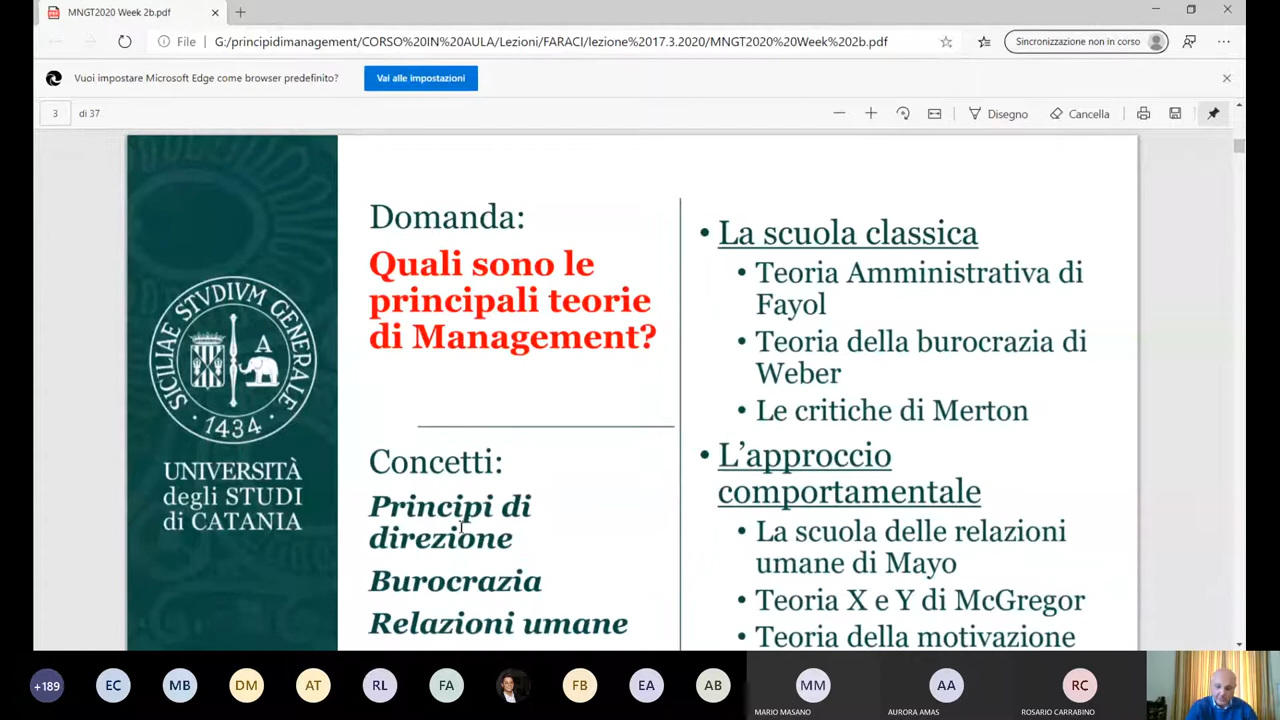 MNGT2020 Week 2b.pdf
File
G:/principidimanagement/CORSO%20IN%20AULA/Lezioni/FARACI/lezione%2017.3.2020/MNGT2020%20Week%202b.pdf
Sincronizzazione non in corso
Vuoi impostare Microsoft Edge come browser predefinito?
Vai alle impostazioni
3 di 37
Disegno
Cancella
SICILIAE STVDIVM GENERALE
A
· 1434 ·
UNIVERSITÀ
degli STUDI
di CATANIA
Domanda:
Quali sono le
principali teorie
di Management?
Concetti:
Principi di
direzione
Burocrazia
Relazioni umane
• La scuola classica
• Teoria Amministrativa di
Fayol
• Teoria della burocrazia di
Weber
• Le critiche di Merton
• L’approccio
comportamentale
• La scuola delle relazioni
umane di Mayo
• Teoria X e Y di McGregor
• Teoria della motivazione
+189
EC
MB
DM
AT
RL
FA
FB
EA
AB
MM
AA
RC
MARIO MASANO
AURORA AMAS
ROSARIO CARRABINO